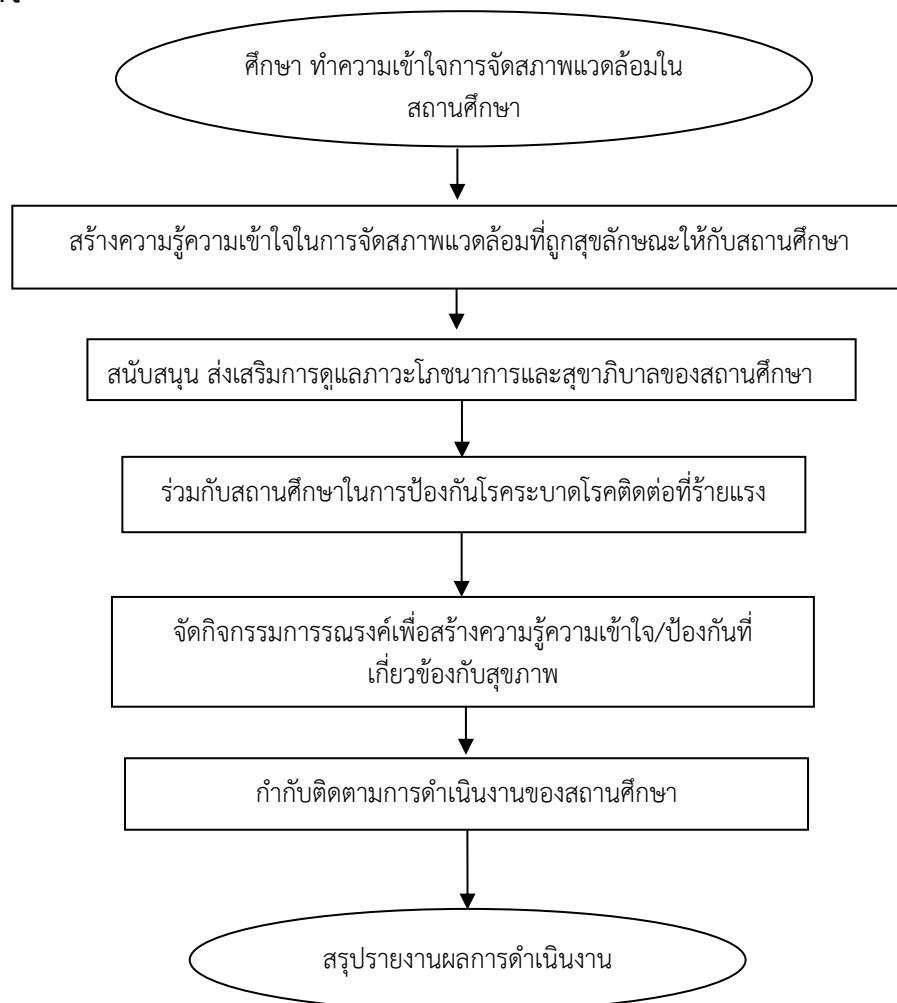 ศึกษา ทำความเข้าใจการจัดสภาพแวดล้อมใน
สถานศึกษา
สร้างความรู้ความเข้าใจในการจัดสภาพแวดล้อมที่ถูกสุขลักษณะให้กับสถานศึกษา
สนับสนุน ส่งเสริมการดูแลภาวะโภชนาการและสุขาภิบาลของสถานศึกษา
ร่วมกับสถานศึกษาในการป้องกันโรคระบาดโรคติดต่อที่ร้ายแรง
จัดกิจกรรมการรณรงค์เพื่อสร้างความรู้ความเข้าใจ/ป้องกันที่
เกี่ยวข้องกับสุขภาพ
กำกับติดตามการดำเนินงานของสถานศึกษา
สรุปรายงานผลการดำเนินงาน